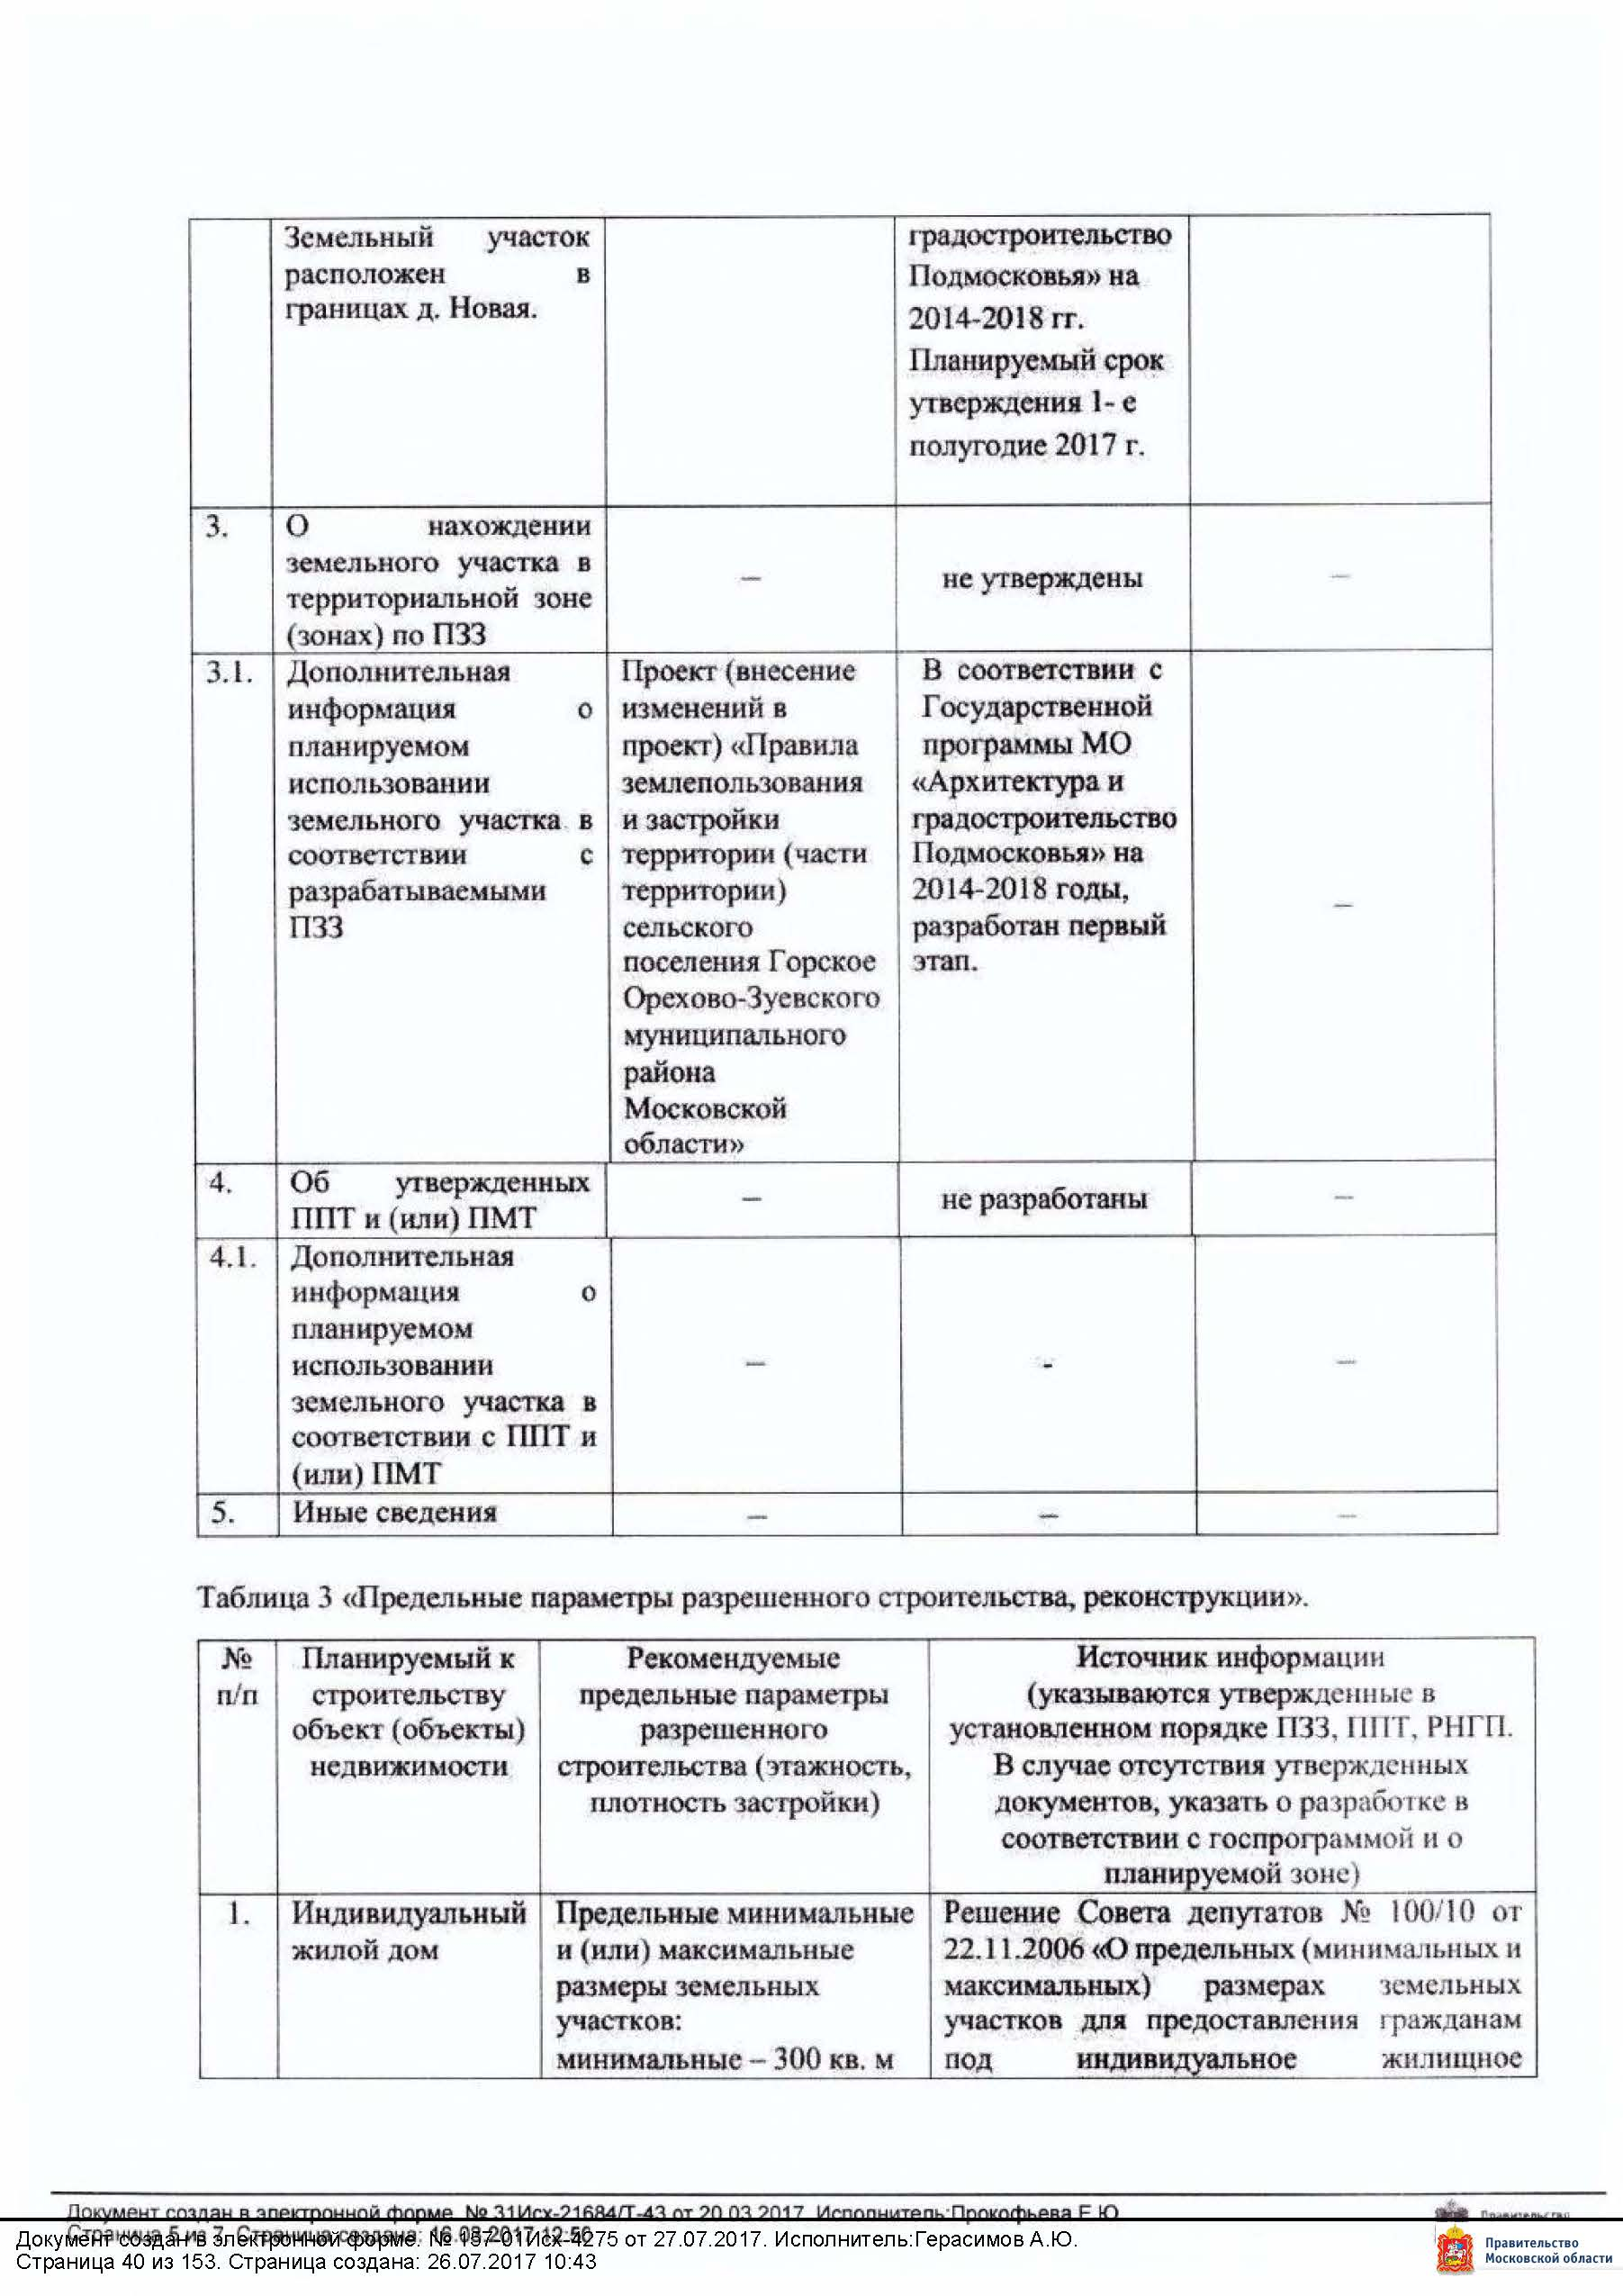 Земельный участок
расположен в
границах д. Новая.
градостроительство
Подмосковья» на
2014-2018 гг.
Планируемый срок
утверждения 1- е
полугодие 2017 г.
3.
О нахождении
земельного участка в
территориальной зоне
(зонах) по ПЗЗ
–
не утверждены
–
3.1.
Дополнительная
информация о
планируемом
использовании
земельного участка в
соответствии с
разрабатываемыми
ПЗЗ
Проект (внесение
изменений в
проект) «Правила
землепользования
и застройки
территории (части
территории)
сельского
поселения Горское
Орехово-Зуевского
муниципального
района
Московской
области»
В соответствии с
Государственной
программы МО
«Архитектура и
градостроительство
Подмосковья» на
2014-2018 годы,
разработан первый
этап.
–
4.
Об утвержденных
ППТ и (или) ПМТ
–
не разработаны
–
4.1.
Дополнительная
информация о
планируемом
использовании
земельного участка в
соответствии с ППТ и
(или) ПМТ
–
-
–
5.
Иные сведения
–
–
–
Таблица 3 «Предельные параметры разрешенного строительства, реконструкции».
№
п/п
Планируемый к
строительству
объект (объекты)
недвижимости
Рекомендуемые
предельные параметры
разрешенного
строительства (этажность,
плотность застройки)
Источник информации
(указываются утвержденные в
установленном порядке ПЗЗ, ППТ, РНГП.
В случае отсутствия утвержденных
документов, указать о разработке в
соответствии с госпрограммой и о
планируемой зоне)
1.
Индивидуальный
жилой дом
Предельные минимальные
и (или) максимальные
размеры земельных
участков:
минимальные – 300 кв. м
Решение Совета депутатов № 100/10 от
22.11.2006 «О предельных (минимальных и
максимальных) размерах земельных
участков для предоставления гражданам
под индивидуальное жилищное
Документ создан в электронной форме. № 31Исх-21684/Т-43 от 20.03.2017. Исполнитель:Прокофьева Е.Ю.
Страница 5 из 7. Страница создана:
Документ создан в электронной форме. № 157-01Исх-4275 от 27.07.2017. Исполнитель:Герасимов А.Ю.
Страница 40 из 153. Страница создана: 26.07.2017 10:43
Правительство
Московской области